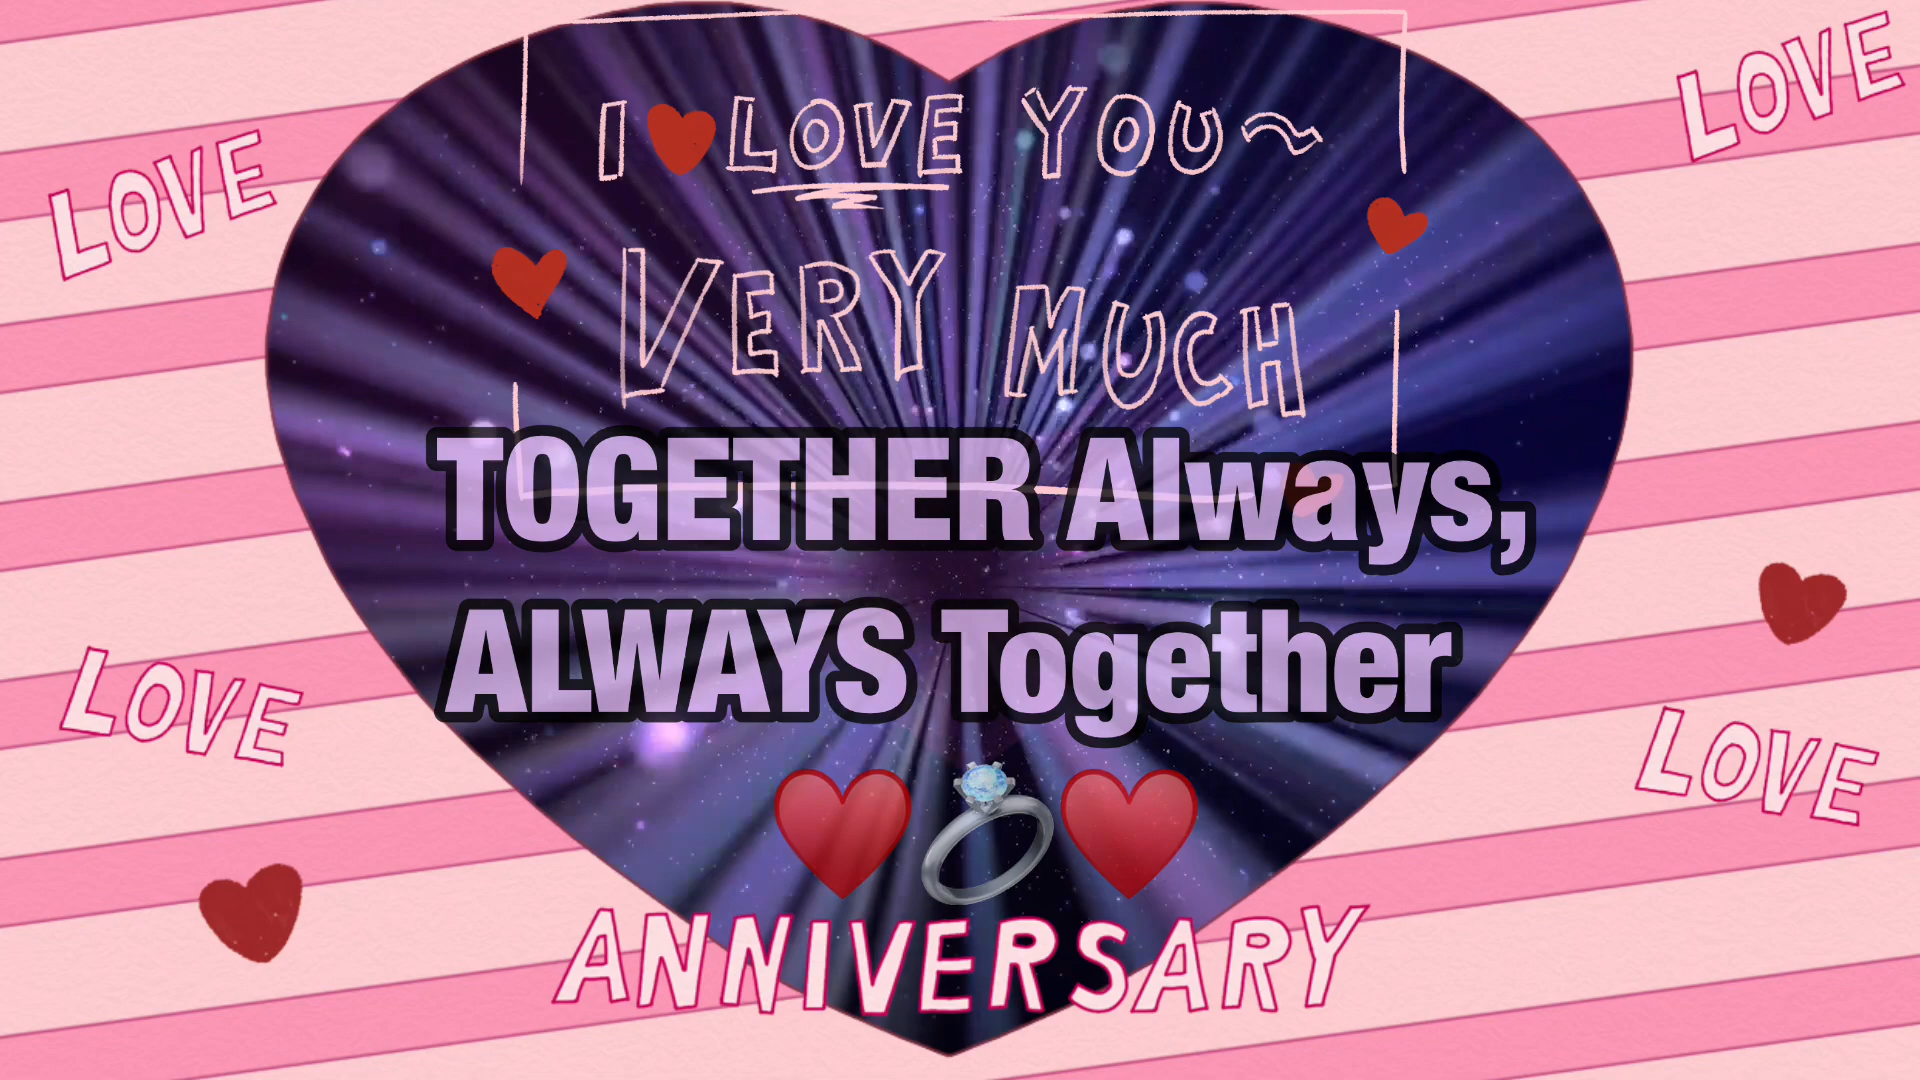 LOVE
LOVE
I LOVE YOU~
VERY MUCH
TOGETHER Always,
ALWAYS Together
LOVE
LOVE
ANNIVERSARY